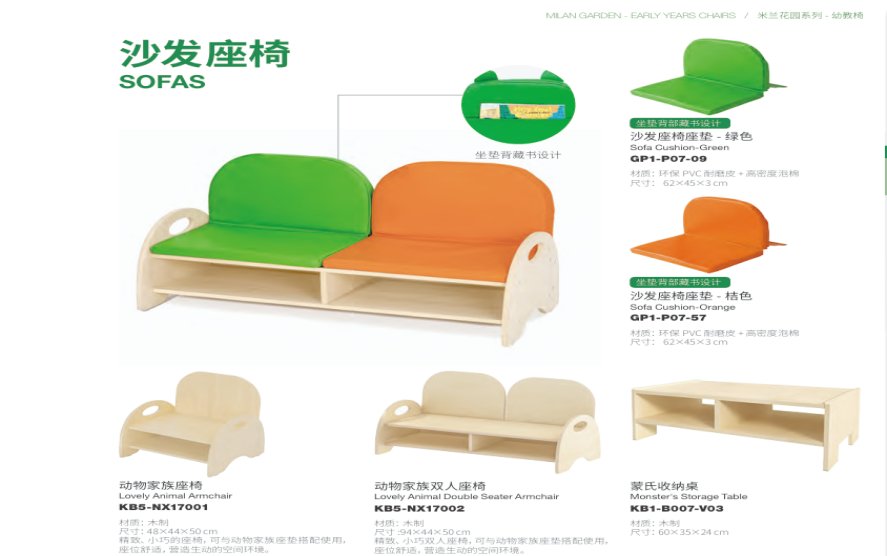 MILAN GARDEN - EARLY YEARS CHAIRS / 米兰花园系列 - 幼教椅
沙发座椅
SOFAS
坐垫背藏书设计
坐垫背部藏书设计
沙发座椅座垫 - 绿色
Sofa Cushion-Green
GP1-P07-09
材质: 环保 PVC 耐磨皮 + 高密度泡棉
尺寸: 62×45×3 cm
坐垫背部藏书设计
沙发座椅座垫 - 桔色
Sofa Cushion-Orange
GP1-P07-57
材质: 环保 PVC 耐磨皮 + 高密度泡棉
尺寸: 62×45×3 cm
动物家族座椅
Lovely Animal Armchair
KB5-NX17001
材质: 木制
尺寸: 48×44×50 cm
精致、小巧的座椅, 可与动物家族座垫搭配使用,
座位舒适, 营造生动的空间环境。
动物家族双人座椅
Lovely Animal Double Seater Armchair
KB5-NX17002
材质: 木制
尺寸 :94×44×50 cm
精致、小巧双人座椅, 可与动物家族座垫搭配使用,
座位舒适, 营造生动的空间环境。
蒙氏收纳桌
Monster's Storage Table
KB1-B007-V03
材质: 木制
尺寸: 60×35×24 cm